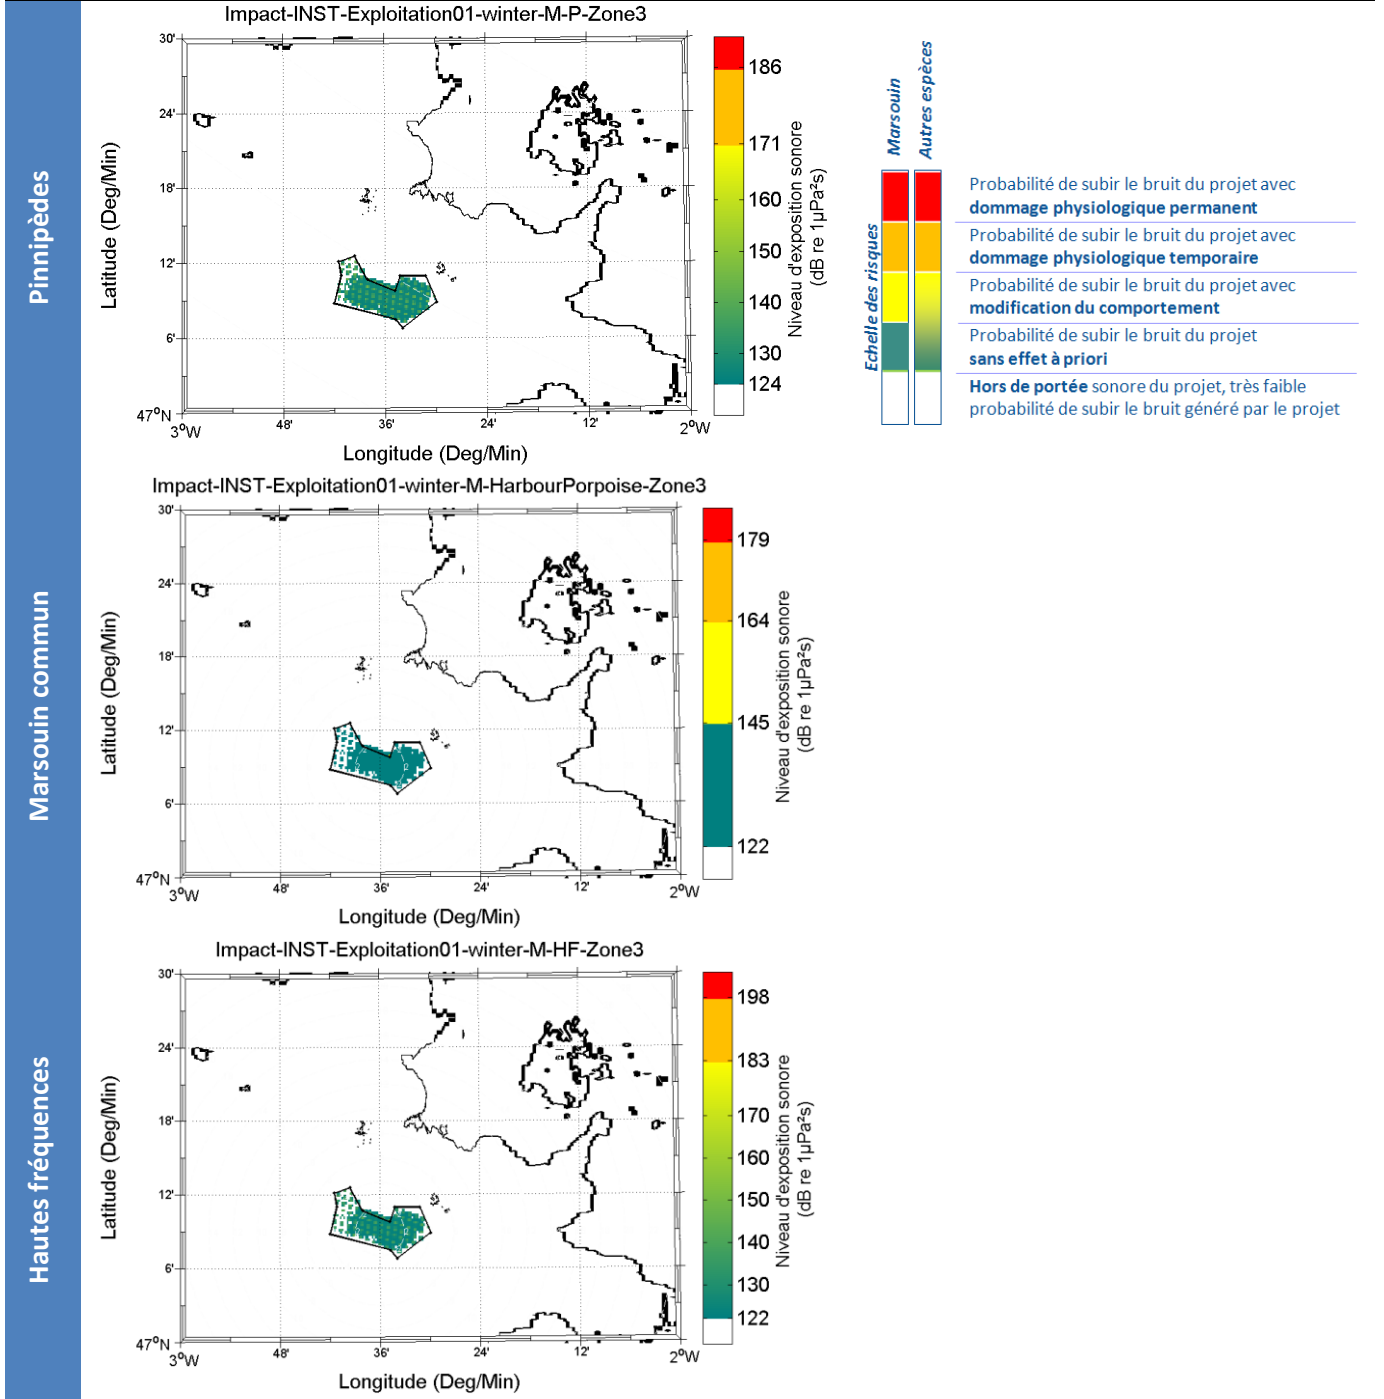 Pinnipèdes
Impact-INST-Exploitation01-winter-M-P-Zone3
30'
24'
18'
12'
6'
47°N
3°W
48'
36'
24'
12'
2°W
Latitude (Deg/Min)
Longitude (Deg/Min)
186
171
160
150
140
130
124
Niveau d'exposition sonore
(dB re 1µPa²s)
Marsouin
Autres espèces
Echelle des risques
Probabilité de subir le bruit du projet avec
dommage physiologique permanent
Probabilité de subir le bruit du projet avec
dommage physiologique temporaire
Probabilité de subir le bruit du projet avec
modification du comportement
Probabilité de subir le bruit du projet
sans effet à priori
Hors de portée sonore du projet, très faible
probabilité de subir le bruit généré par le projet
Marsouin commun
Impact-INST-Exploitation01-winter-M-HarbourPorpoise-Zone3
30'
24'
18'
12'
6'
47°N
3°W
48'
36'
24'
12'
2°W
Latitude (Deg/Min)
Longitude (Deg/Min)
179
164
145
122
Niveau d'exposition sonore
(dB re 1µPa²s)
Hautes fréquences
Impact-INST-Exploitation01-winter-M-HF-Zone3
30'
24'
18'
12'
6'
47°N
3°W
48'
36'
24'
12'
2°W
Latitude (Deg/Min)
Longitude (Deg/Min)
198
183
170
160
150
140
130
122
Niveau d'exposition sonore
(dB re 1µPa²s)